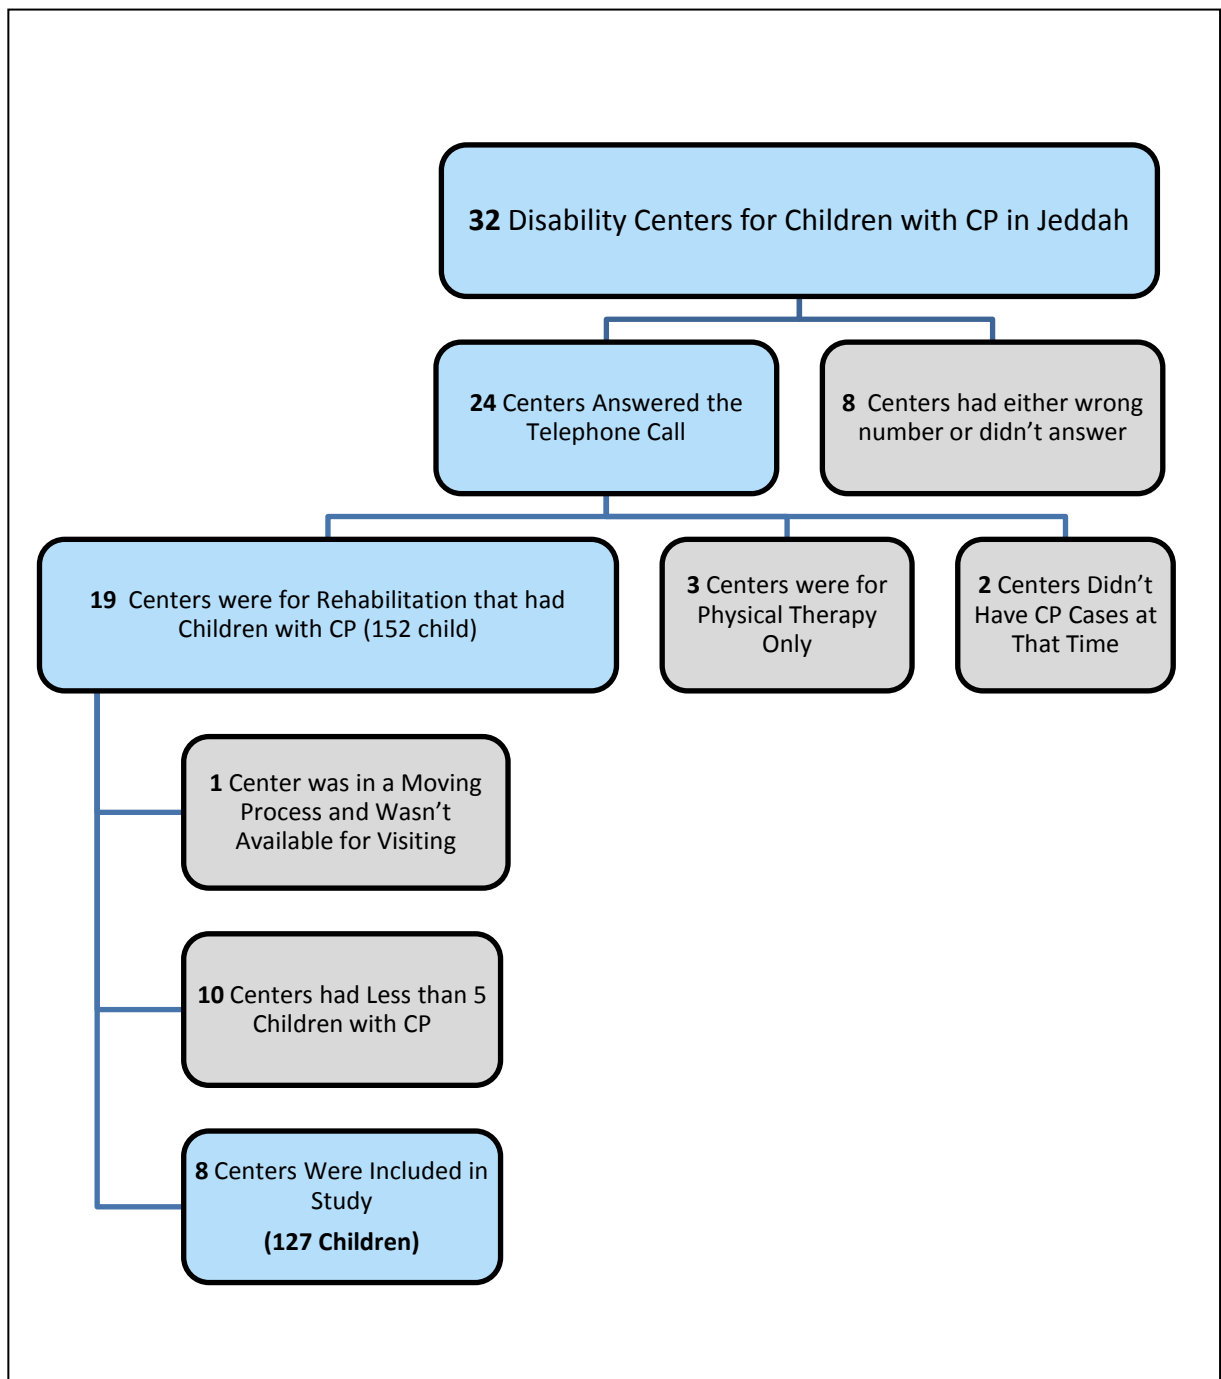 32 Disability Centers for Children with CP in Jeddah
24 Centers Answered the
Telephone Call
8 Centers had either wrong
number or didn’t answer
19 Centers were for Rehabilitation that had
Children with CP (152 child)
3 Centers were for
Physical Therapy
Only
2 Centers Didn’t
Have CP Cases at
That Time
1 Center was in a Moving
Process and Wasn’t
Available for Visiting
10 Centers had Less than 5
Children with CP
8 Centers Were Included in
Study
(127 Children)